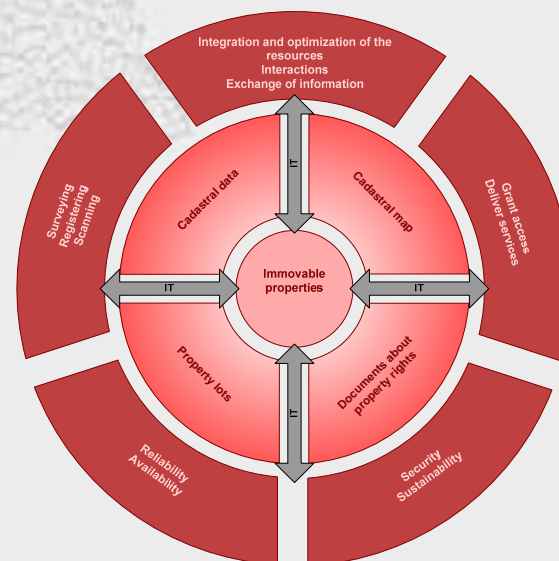 Integration and optimization of the
resources
Interactions
Exchange of information
Surveying
Registering
Scanning
Grant access
Deliver services
Cadastral data
IT
Cadastral map
Immovable
properties
IT
IT
Property lots
IT
Documents about
property rights
Reliability
Availability
Security
Sustainability